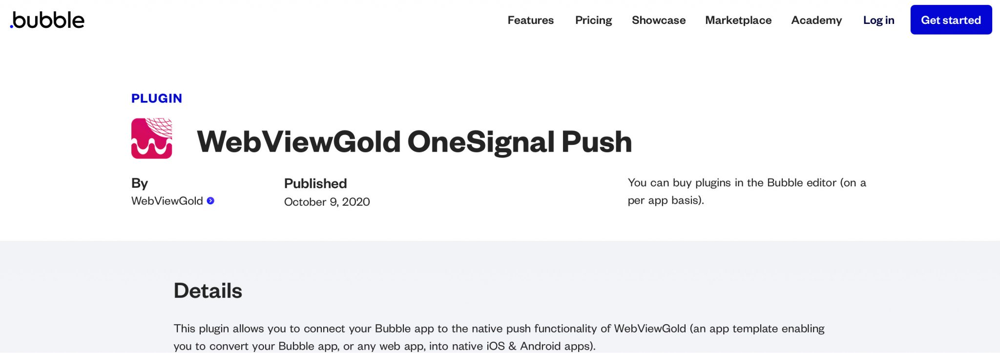 .bubble
Features Pricing Showcase Marketplace Academy Log in Get started
PLUGIN
WebViewGold OneSignal Push
By
WebViewGold
Published
October 9, 2020
You can buy plugins in the Bubble editor (on a
per app basis).
Details
This plugin allows you to connect your Bubble app to the native push functionality of WebViewGold (an app template enabling
you to convert your Bubble app, or any web app, into native iOS & Android apps).